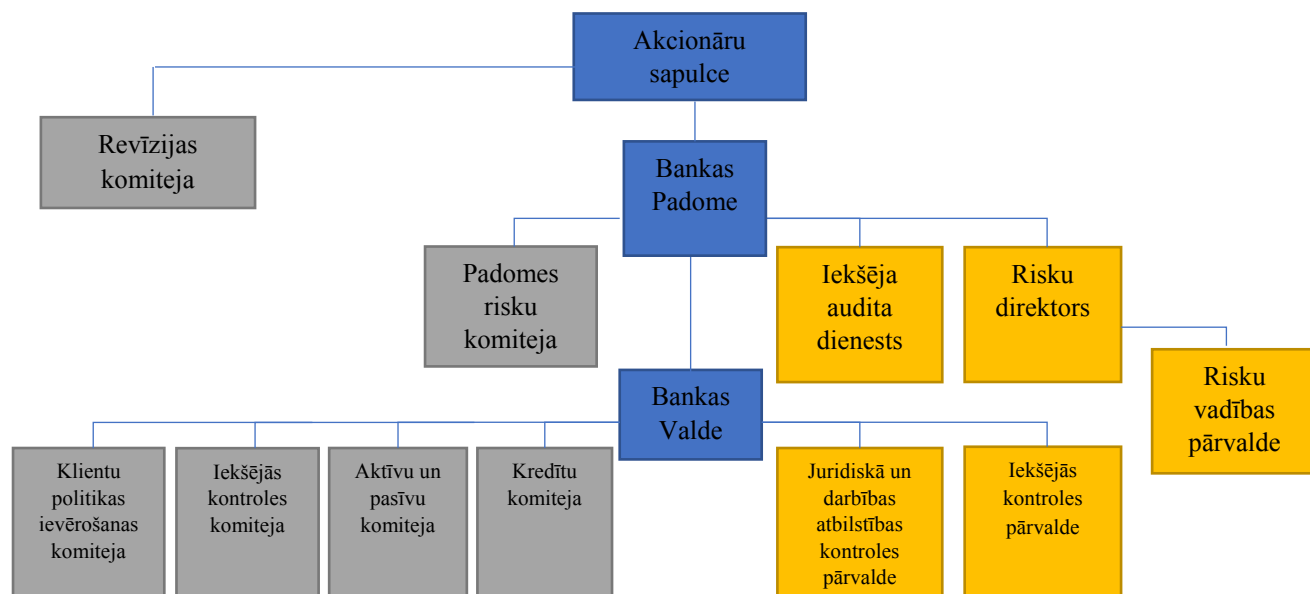 Akcionāru
sapulce
Revīzijas
komiteja
Bankas
Padome
Padomes
risku
komiteja
Iekšēja
audita
dienests
Risku
direktors
Risku
vadības
pārvalde
Bankas
Valde
Klientu
politikas
ievērošanas
komiteja
Iekšējās
kontroles
komiteja
Aktīvu un
pasīvu
komiteja
Kredītu
komiteja
Juridiskā un
darbības
atbilstības
kontroles
pārvalde
Iekšējās
kontroles
pārvalde